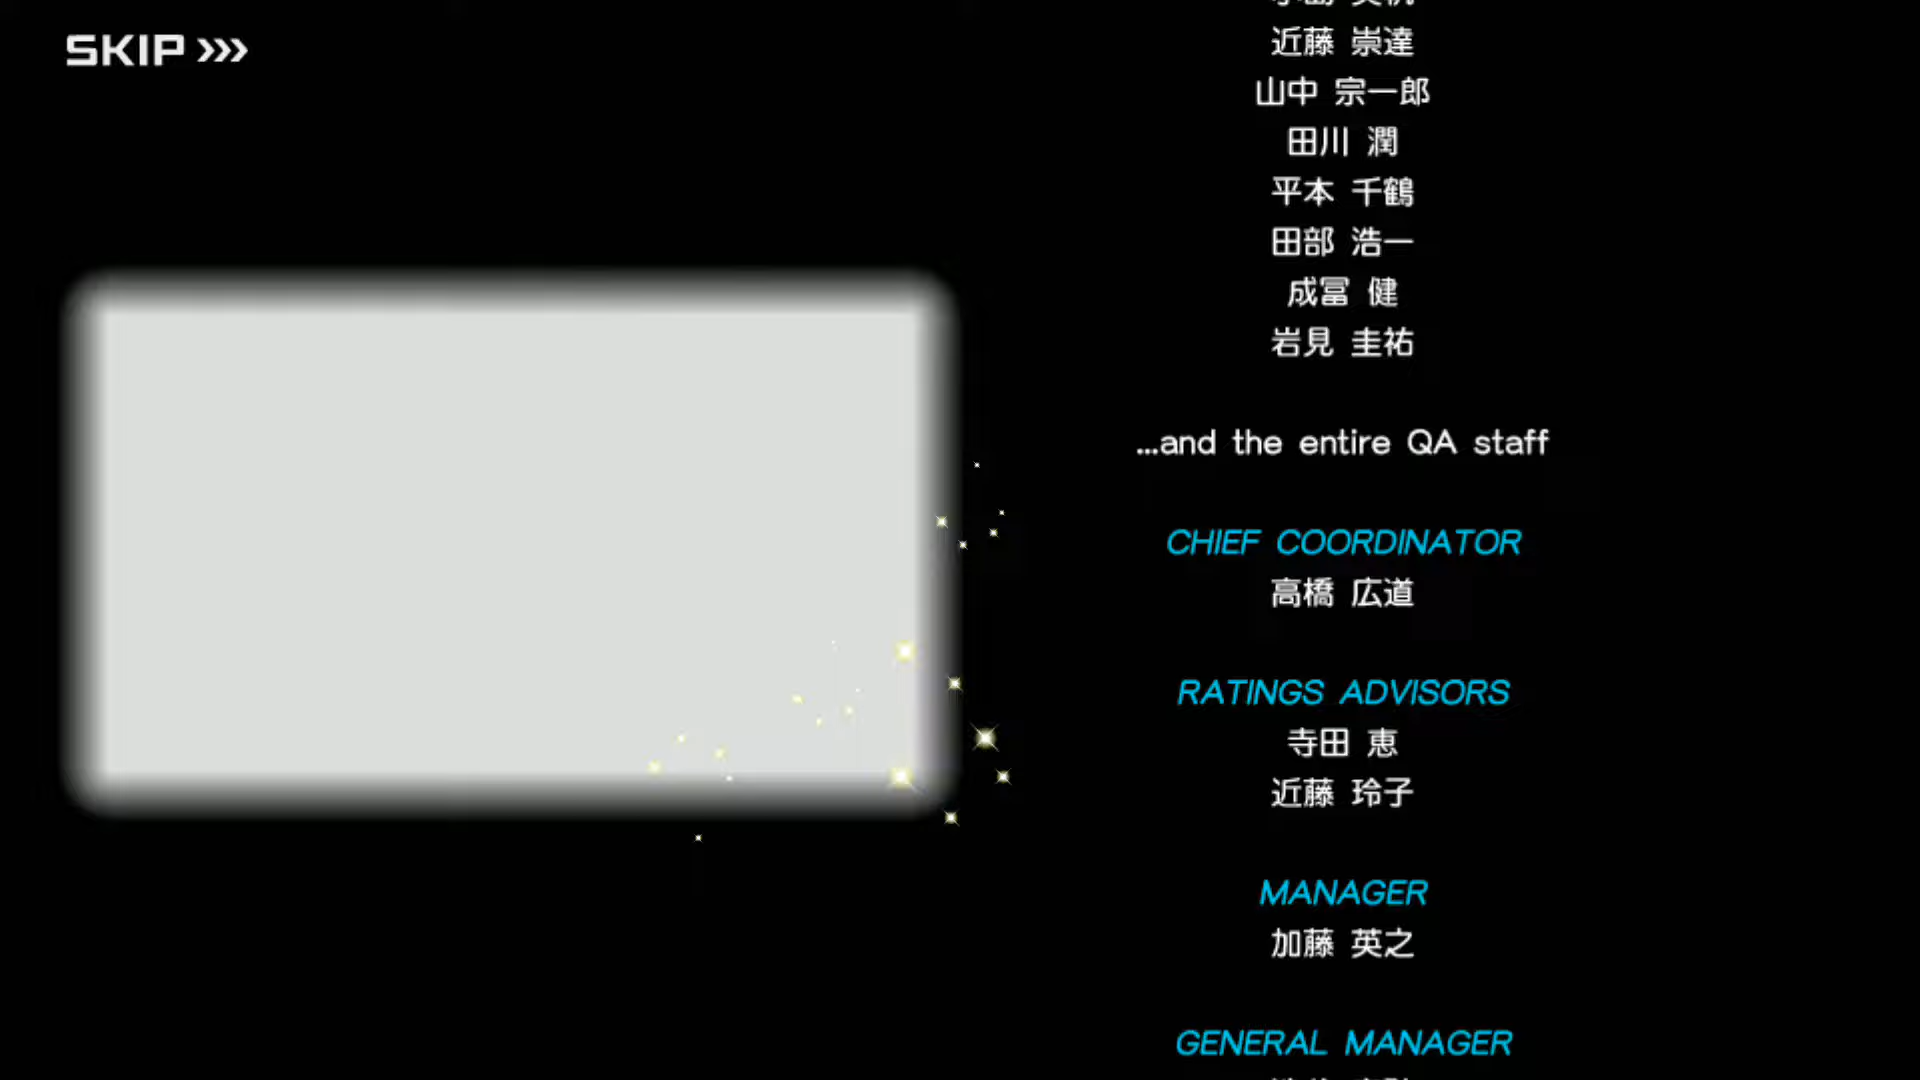 SKIP >>>
近藤 崇達
山中 宗一郎
田川 潤
平本 千鶴
田部 浩一
成冨 健
岩見 圭祐
...and the entire QA staff
CHIEF COORDINATOR
高橋 広道
RATINGS ADVISORS
寺田 恵
近藤 玲子
MANAGER
加藤 英之
GENERAL MANAGER